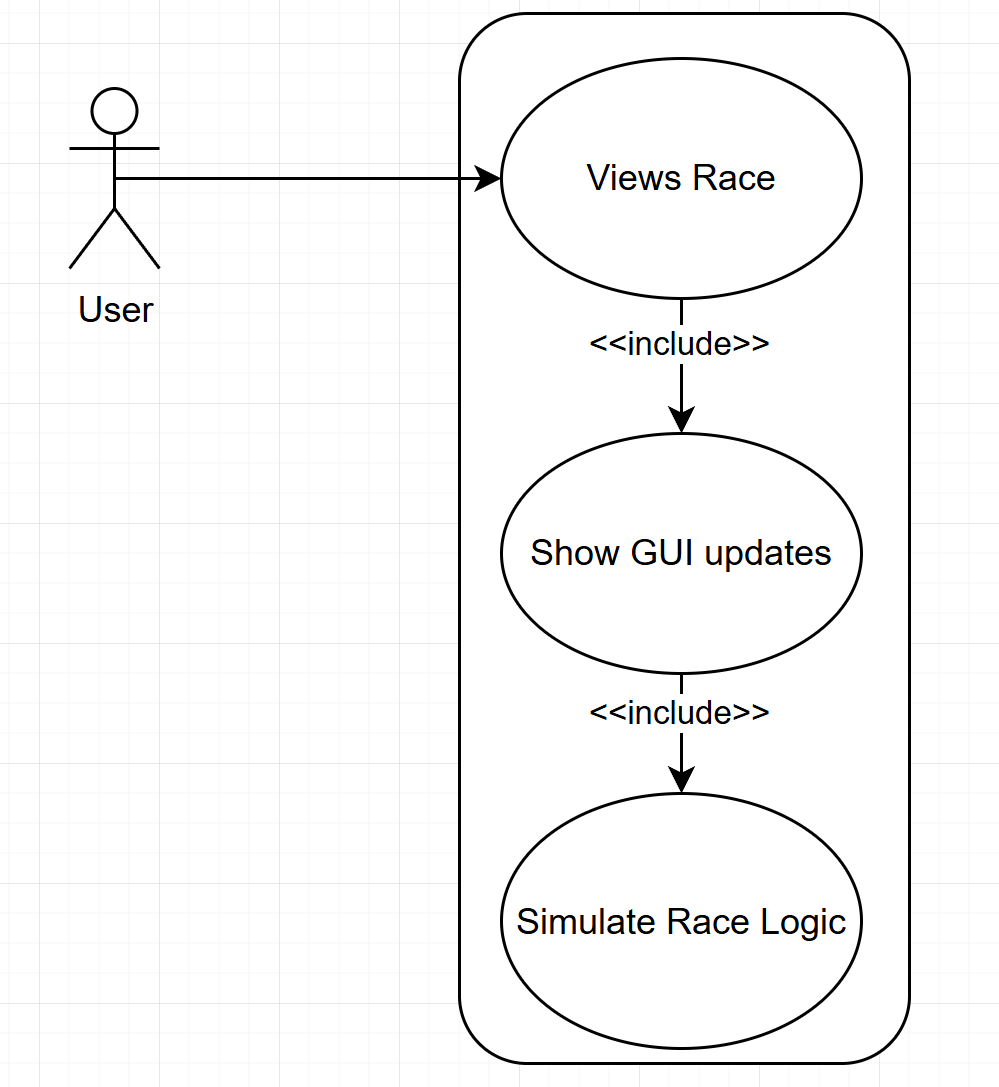 Views Race
User
<<include>>
Show GUI updates
<<include>>
Simulate Race Logic